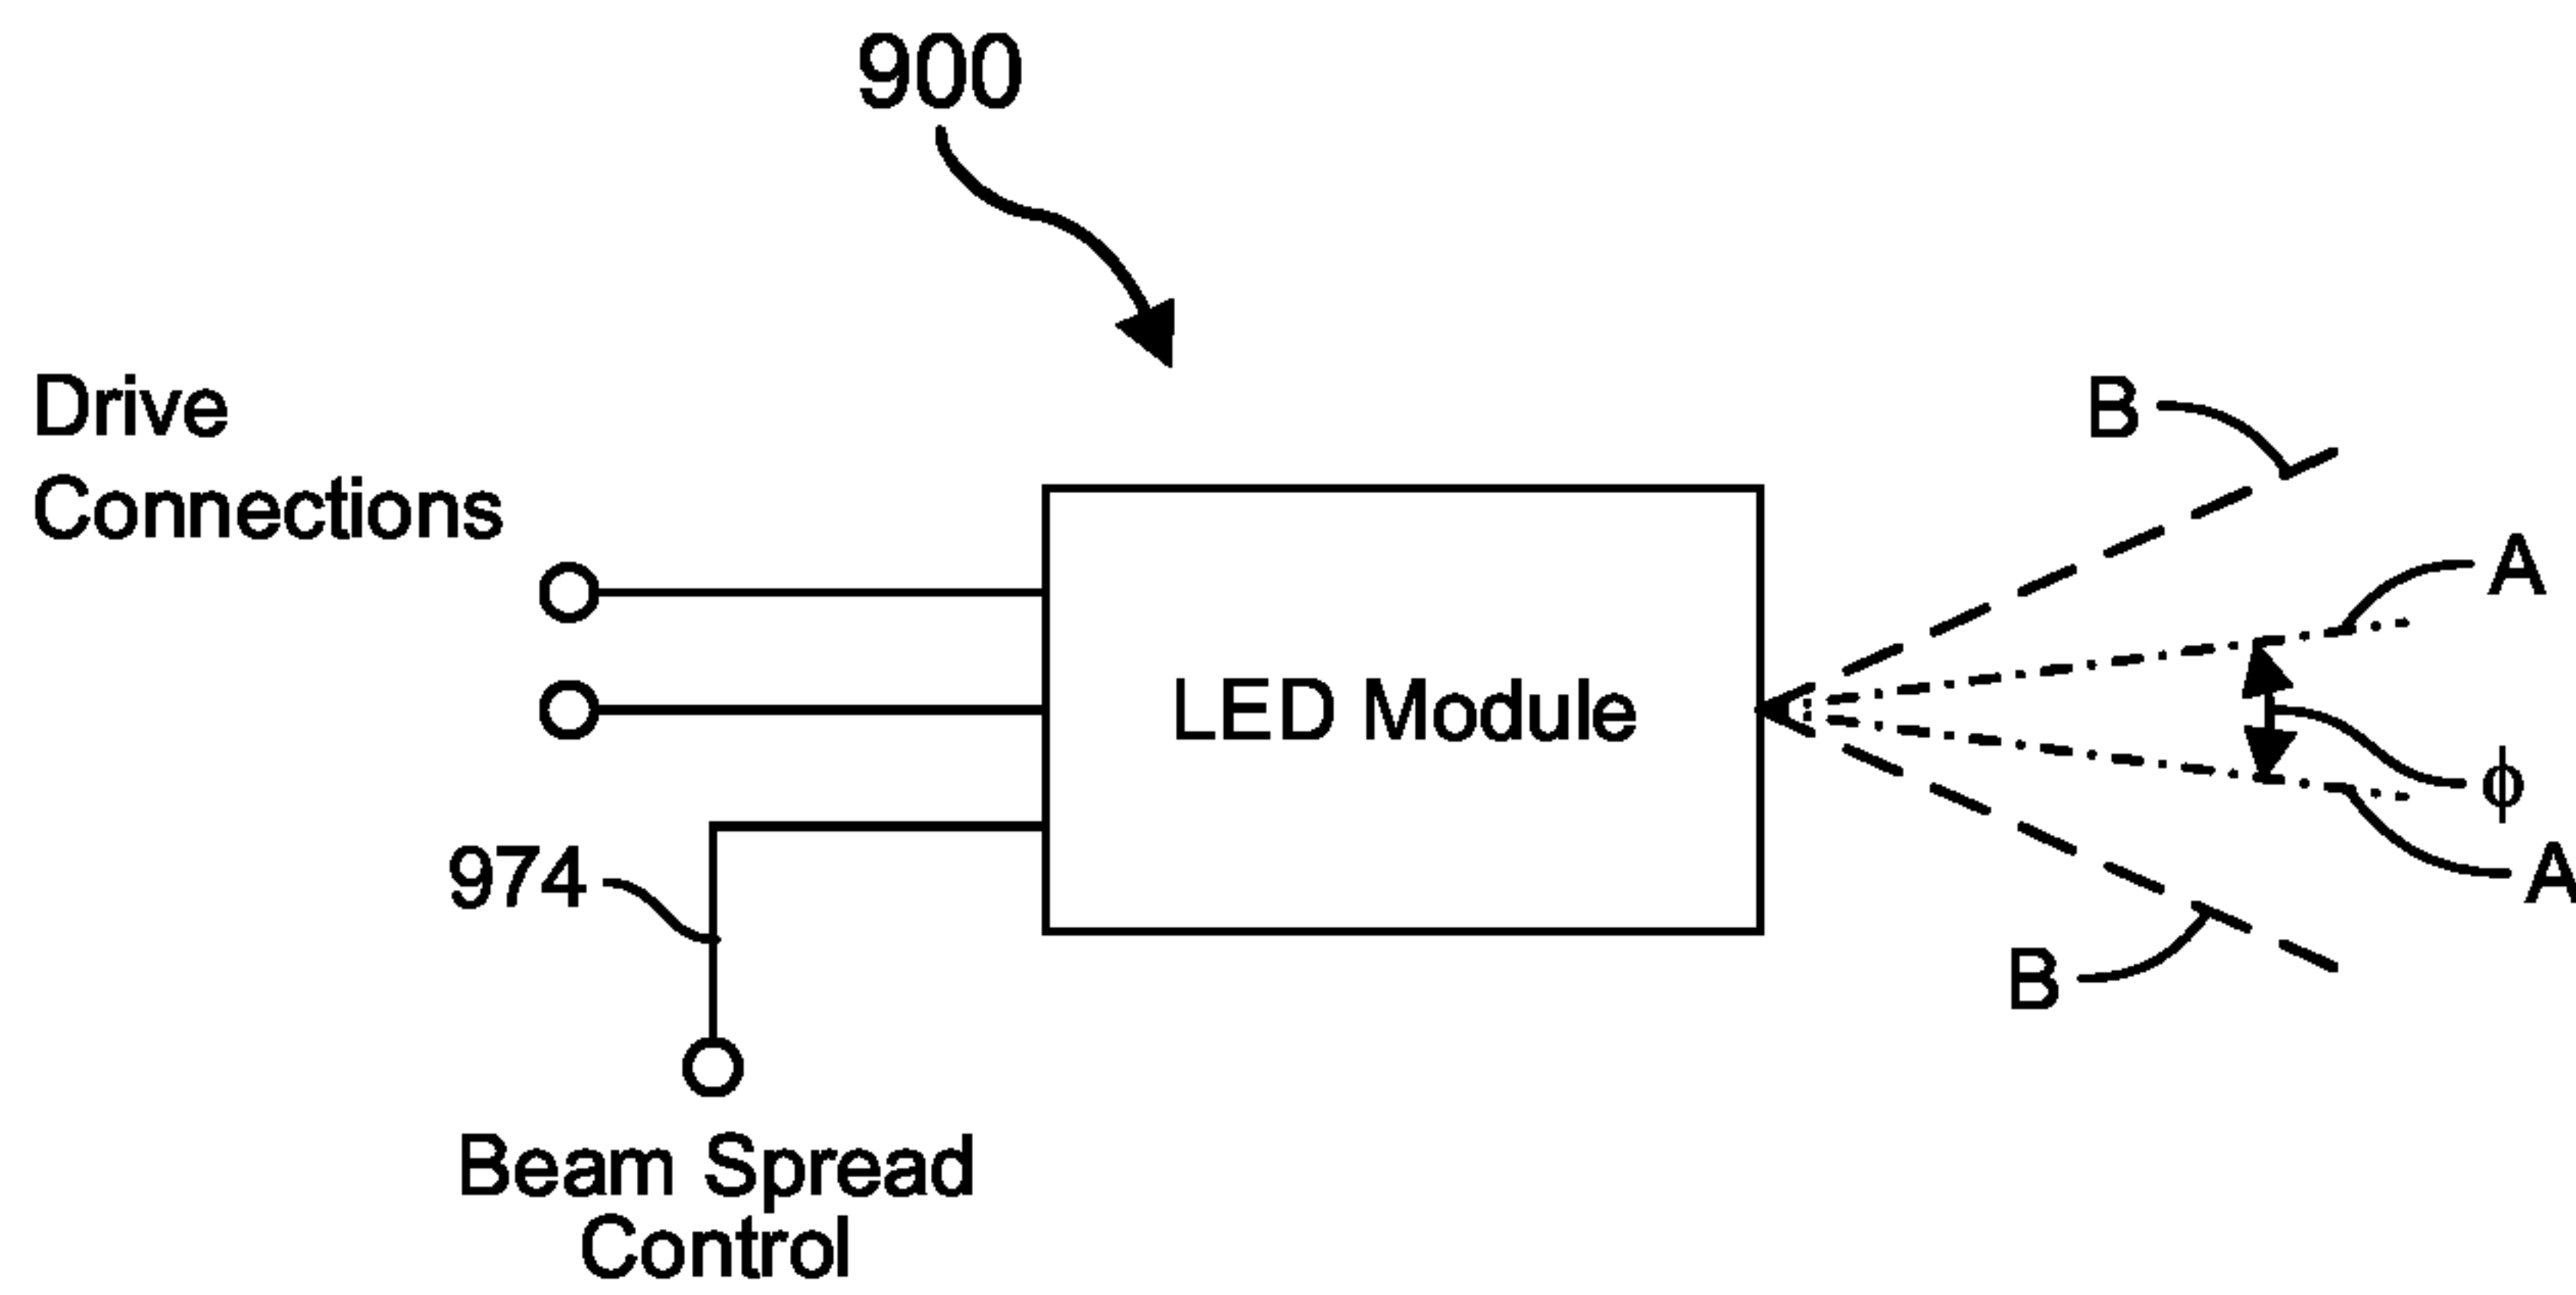 900
Drive
Connections
B
A
LED Module
ϕ
974
A
B
Beam Spread
Control